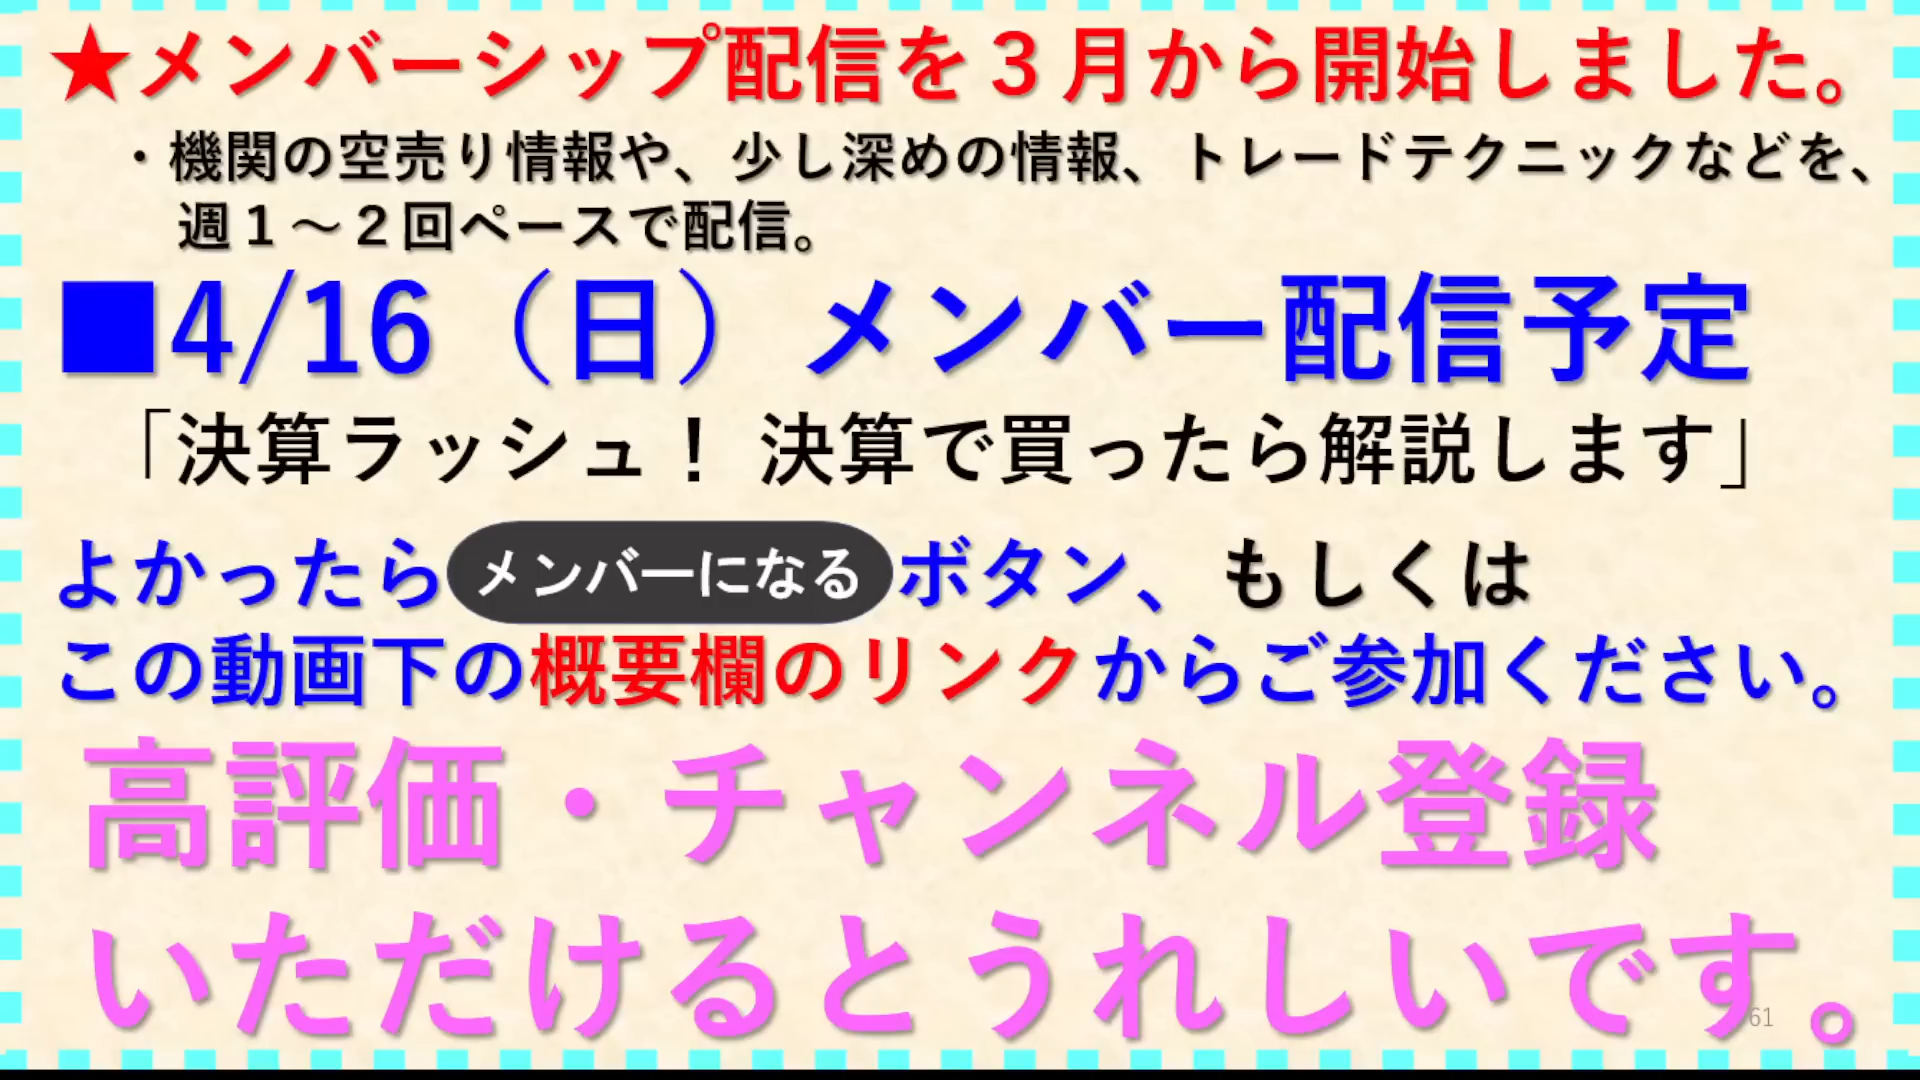 ★メンバーシップ配信を３月から開始しました。
・機関の空売り情報や、少し深めの情報、トレードテクニックなどを、
週１～２回ペースで配信。
■4/16（日）メンバー配信予定
「決算ラッシュ！ 決算で買ったら解説します」
よかったらメンバーになるボタン、もしくは
この動画下の概要欄のリンクからご参加ください。
高評価・チャンネル登録
いただけるとうれしいです。
61